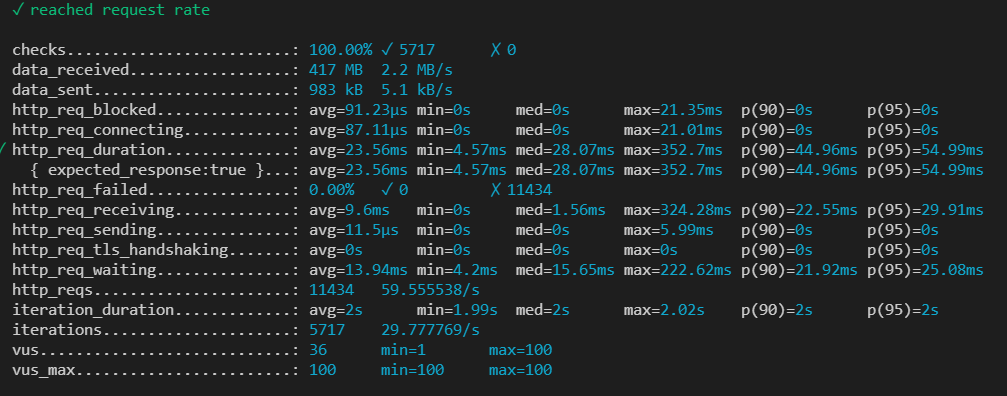 ✓ reached request rate
checks.........................: 100.00% ✓ 5717 ✗ 0
data_received..................: 417 MB 2.2 MB/s
data_sent......................: 983 kB 5.1 kB/s
http_req_blocked...............: avg=91.23µs min=0s med=0s max=21.35ms p(90)=0s p(95)=0s
http_req_connecting............: avg=87.11µs min=0s med=0s max=21.01ms p(90)=0s p(95)=0s
✓ http_req_duration..............: avg=23.56ms min=4.57ms med=28.07ms max=352.7ms p(90)=44.96ms p(95)=54.99ms
{ expected_response:true }...: avg=23.56ms min=4.57ms med=28.07ms max=352.7ms p(90)=44.96ms p(95)=54.99ms
http_req_failed................: 0.00% ✓ 0 ✗ 11434
http_req_receiving.............: avg=9.6ms min=0s med=1.56ms max=324.28ms p(90)=22.55ms p(95)=29.91ms
http_req_sending...............: avg=11.5µs min=0s med=0s max=5.99ms p(90)=0s p(95)=0s
http_req_tls_handshaking.......: avg=0s min=0s med=0s max=0s p(90)=0s p(95)=0s
http_req_waiting...............: avg=13.94ms min=4.2ms med=15.65ms max=222.62ms p(90)=21.92ms p(95)=25.08ms
http_reqs......................: 11434 59.555538/s
iteration_duration.............: avg=2s min=1.99s med=2s max=2.02s p(90)=2s p(95)=2s
iterations.....................: 5717 29.777769/s
vus............................: 36 min=1 max=100
vus_max........................: 100 min=100 max=100